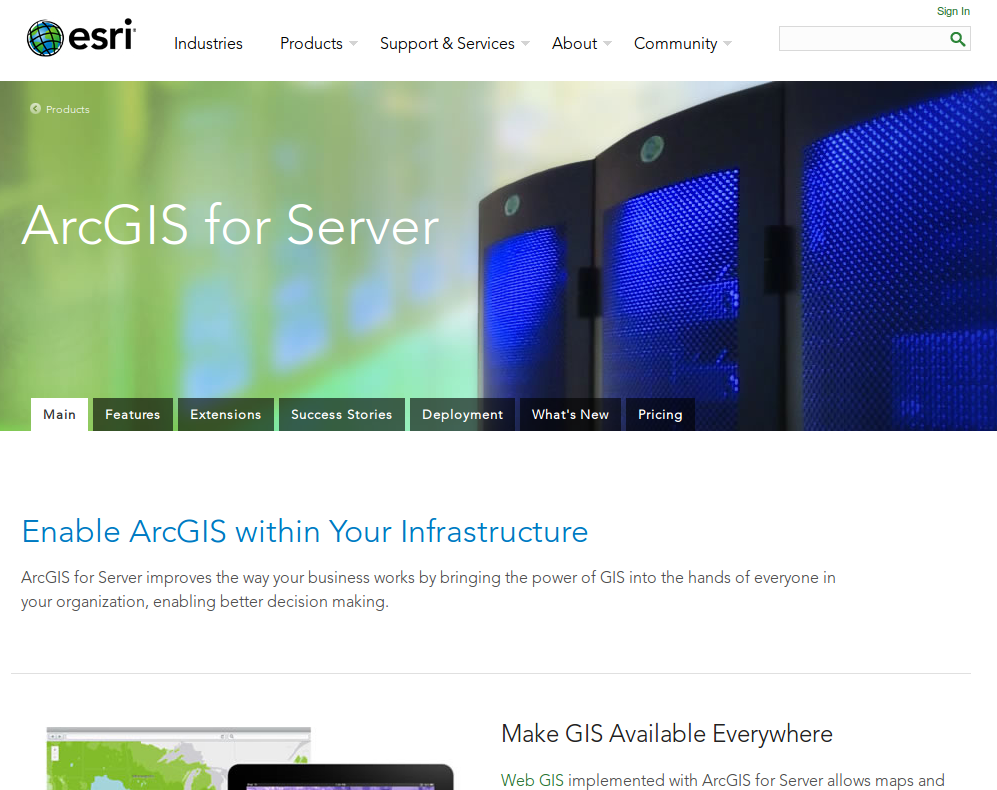 Sign In
esri
Industries Products Support & Services About Community
Products
ArcGIS for Server
Main Features Extensions Success Stories Deployment What's New Pricing
Enable ArcGIS within Your Infrastructure
ArcGIS for Server improves the way your business works by bringing the power of GIS into the hands of everyone in
your organization, enabling better decision making.
Make GIS Available Everywhere
Web GIS implemented with ArcGIS for Server allows maps and